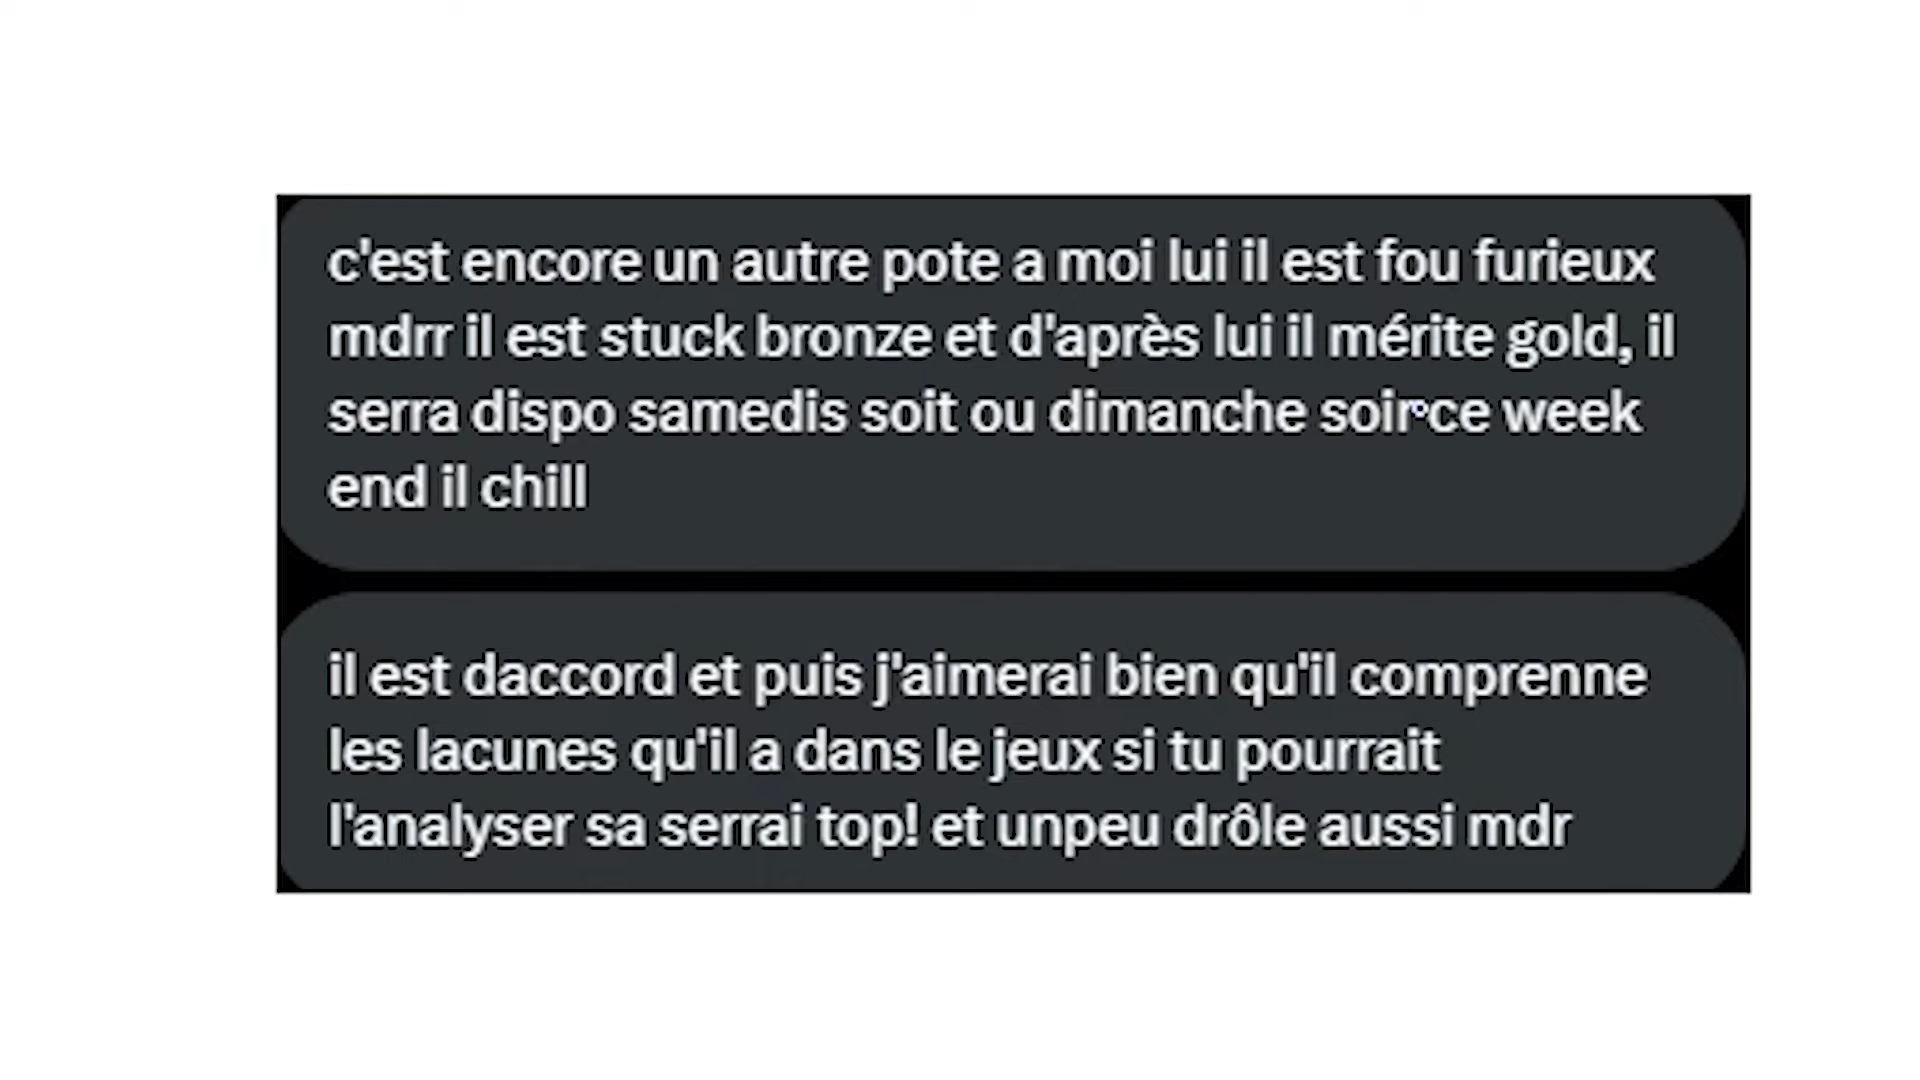 c'est encore un autre pote a moi lui il est fou furieux
mdrr il est stuck bronze et d'après lui il mérite gold, il
serra dispo samedis soit ou dimanche soir ce week
end il chill
il est daccord et puis j'aimerai bien qu'il comprenne
les lacunes qu'il a dans le jeux si tu pourrait
l'analyser sa serrai top! et unpeu drôle aussi mdr